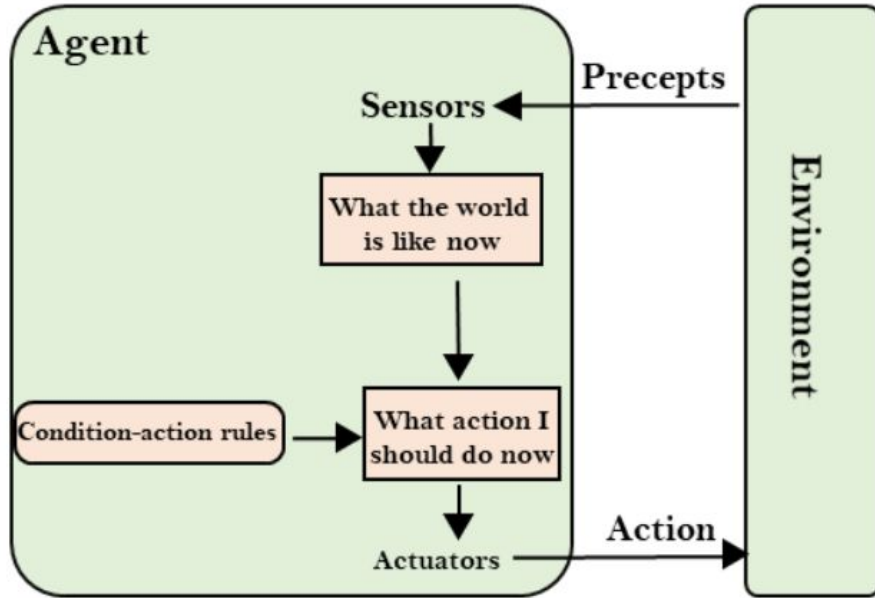 Agent
Precepts
Sensors
What the world
is like now
Environment
Condition-action rules
What action I
should do now
Action
Actuators